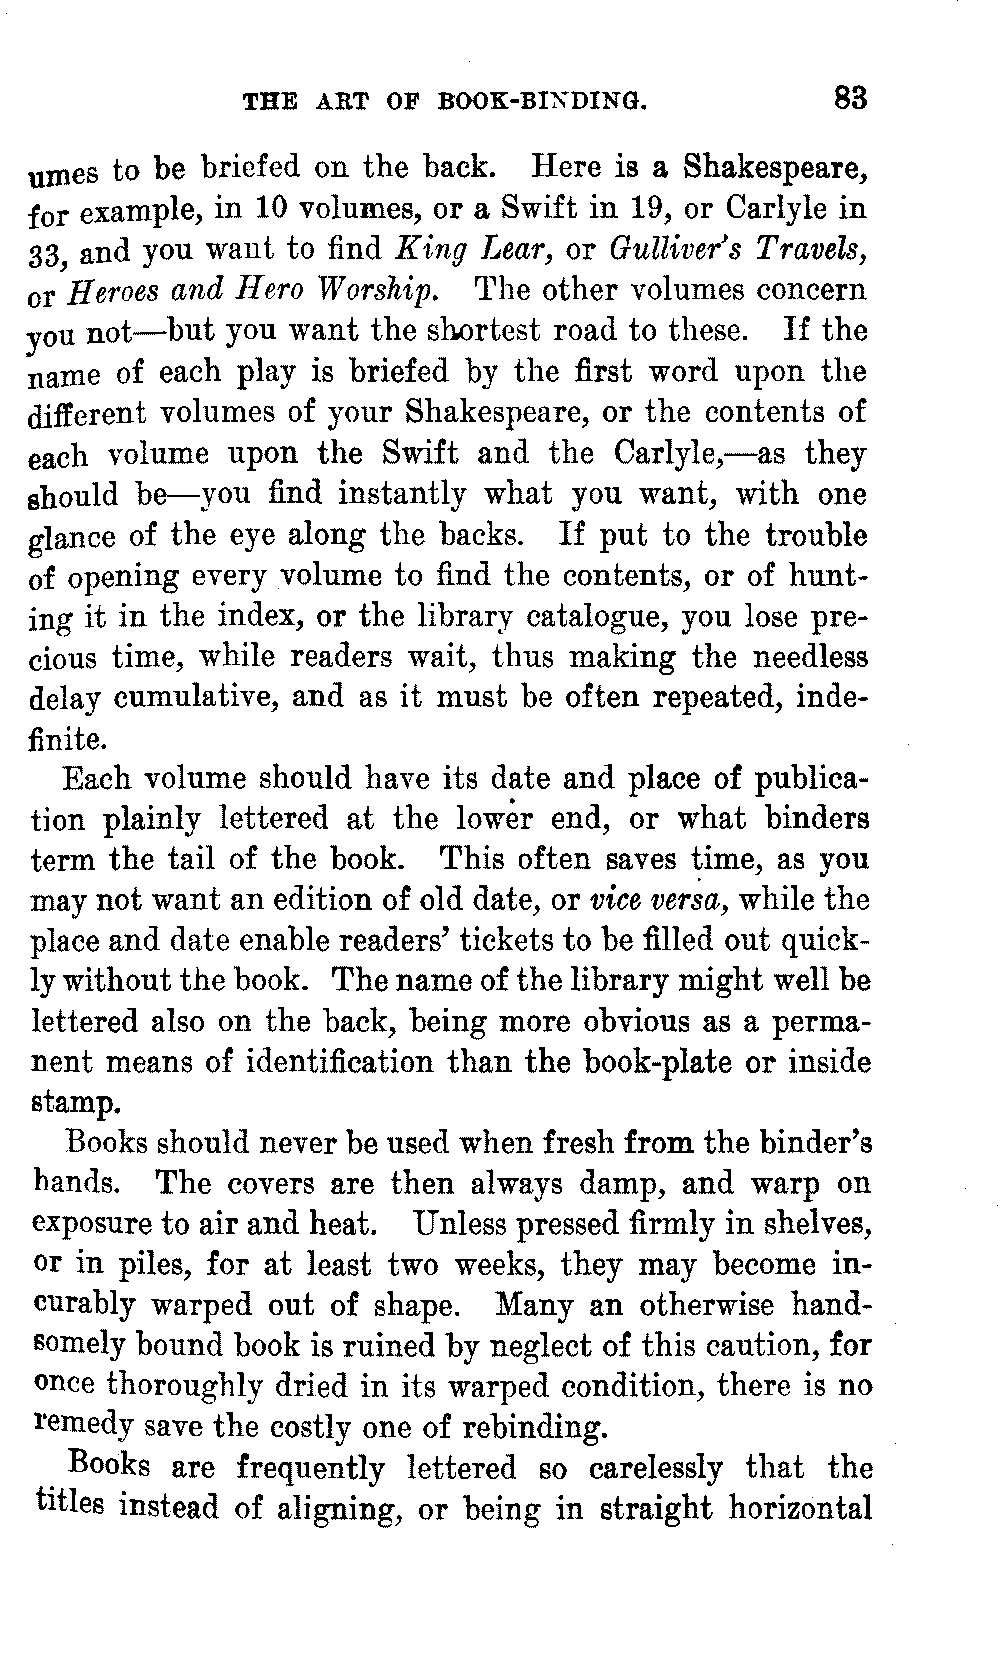 THE ART OF BOOK-BINDING. 83
umes to be briefed on the back. Here is a Shakespeare,
for example, in 10 volumes, or a Swift in 19, or Carlyle in
33, and you want to find King Lear, or Gulliver's Travels,
or Heroes and Hero Worship. The other volumes concern
you not—but you want the shortest road to these. If the
name of each play is briefed by the first word upon the
different volumes of your Shakespeare, or the contents of
each volume upon the Swift and the Carlyle,—as they
should be—you find instantly what you want, with one
glance of the eye along the backs. If put to the trouble
of opening every volume to find the contents, or of hunt-
ing it in the index, or the library catalogue, you lose pre-
cious time, while readers wait, thus making the needless
delay cumulative, and as it must be often repeated, inde-
finite.
Each volume should have its date and place of publica-
tion plainly lettered at the lower end, or what binders
term the tail of the book. This often saves time, as you
may not want an edition of old date, or vice versa, while the
place and date enable readers' tickets to be filled out quick-
ly without the book. The name of the library might well be
lettered also on the back, being more obvious as a perma-
nent means of identification than the book-plate or inside
stamp.
Books should never be used when fresh from the binder's
hands. The covers are then always damp, and warp on
exposure to air and heat. Unless pressed firmly in shelves,
or in piles, for at least two weeks, they may become in-
curably warped out of shape. Many an otherwise hand-
somely bound book is ruined by neglect of this caution, for
once thoroughly dried in its warped condition, there is no
remedy save the costly one of rebinding.
Books are frequently lettered so carelessly that the
titles instead of aligning, or being in straight horizontal